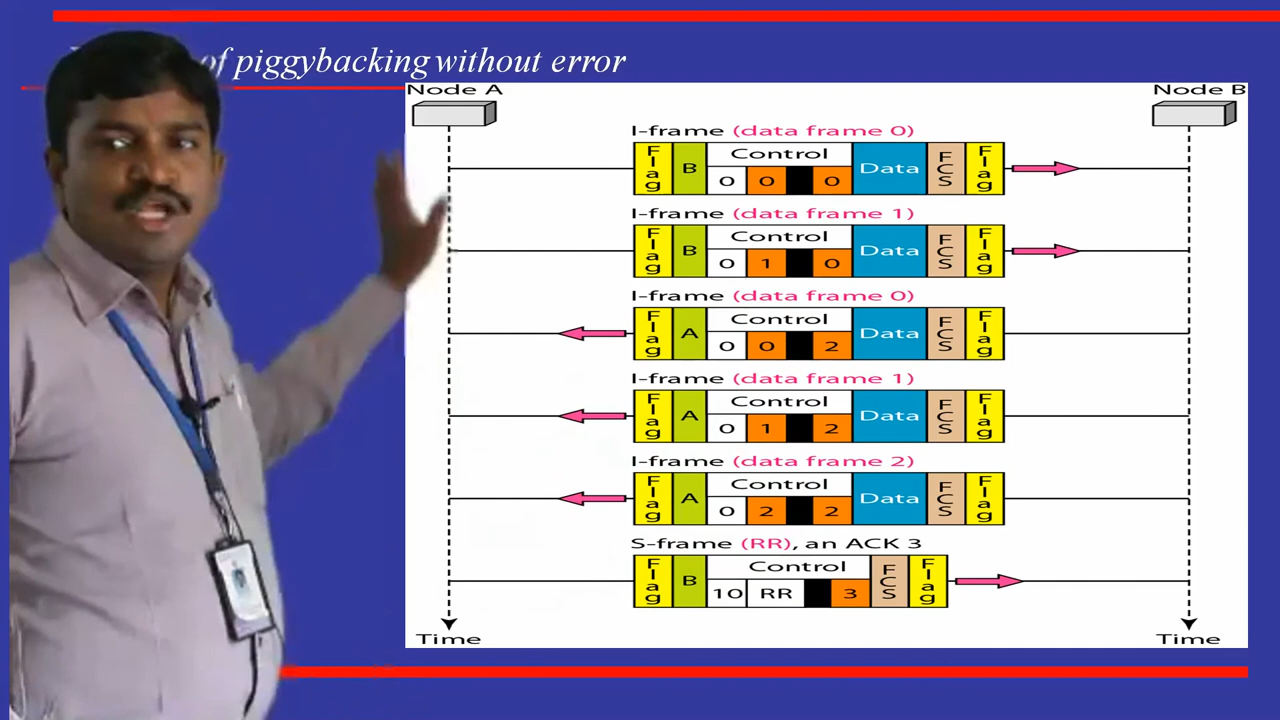 of piggybacking without error
Node A
Node B
I-frame (data frame 0)
Flag B Control 0 0 0 Data FCS Flag
I-frame (data frame 1)
Flag B Control 0 1 0 Data FCS Flag
I-frame (data frame 0)
Flag A Control 0 0 2 Data FCS Flag
I-frame (data frame 1)
Flag A Control 0 1 2 Data FCS Flag
I-frame (data frame 2)
Flag A Control 0 2 2 Data FCS Flag
S-frame (RR), an ACK 3
Flag B Control 10 RR 3 FCS Flag
Time
Time